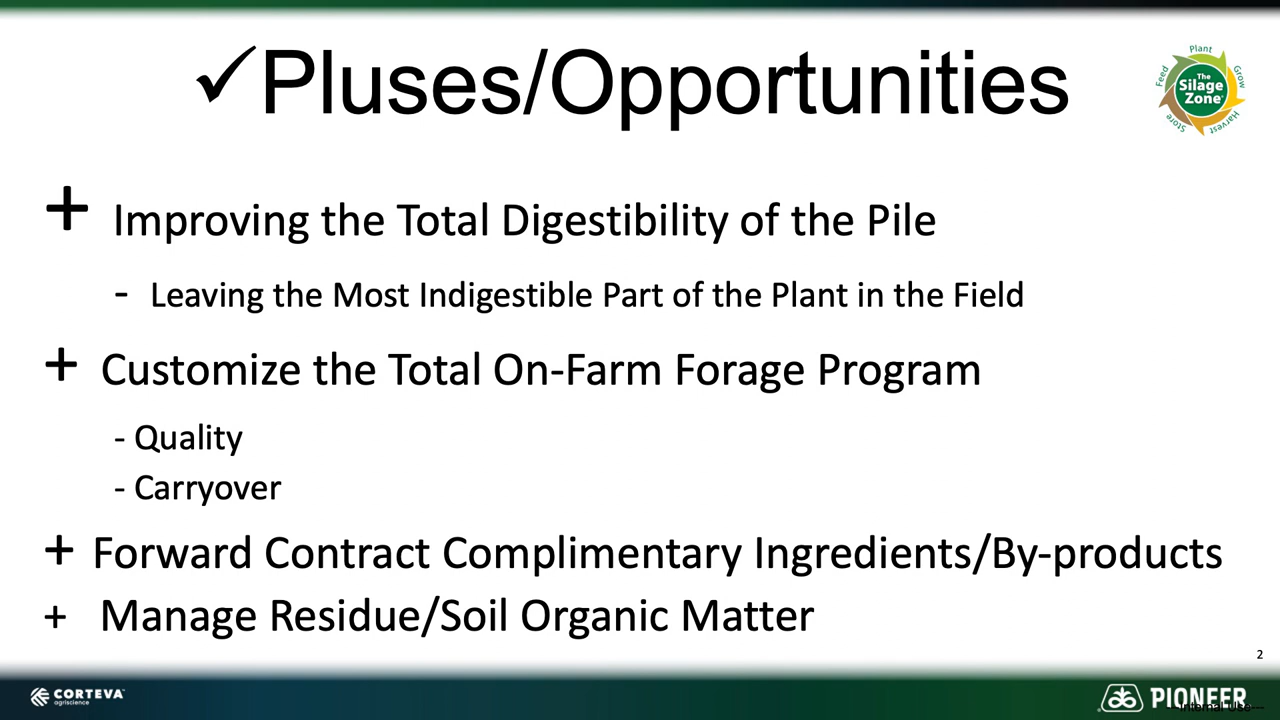 ✓Pluses/Opportunities
Plant
Grow
Harvest
Store
Feed
The
Silage
Zone
+ Improving the Total Digestibility of the Pile
- Leaving the Most Indigestible Part of the Plant in the Field
+ Customize the Total On-Farm Forage Program
- Quality
- Carryover
+ Forward Contract Complimentary Ingredients/By-products
+ Manage Residue/Soil Organic Matter
2
CORTEVA
agriscience
PIONEER
---Internal Use---